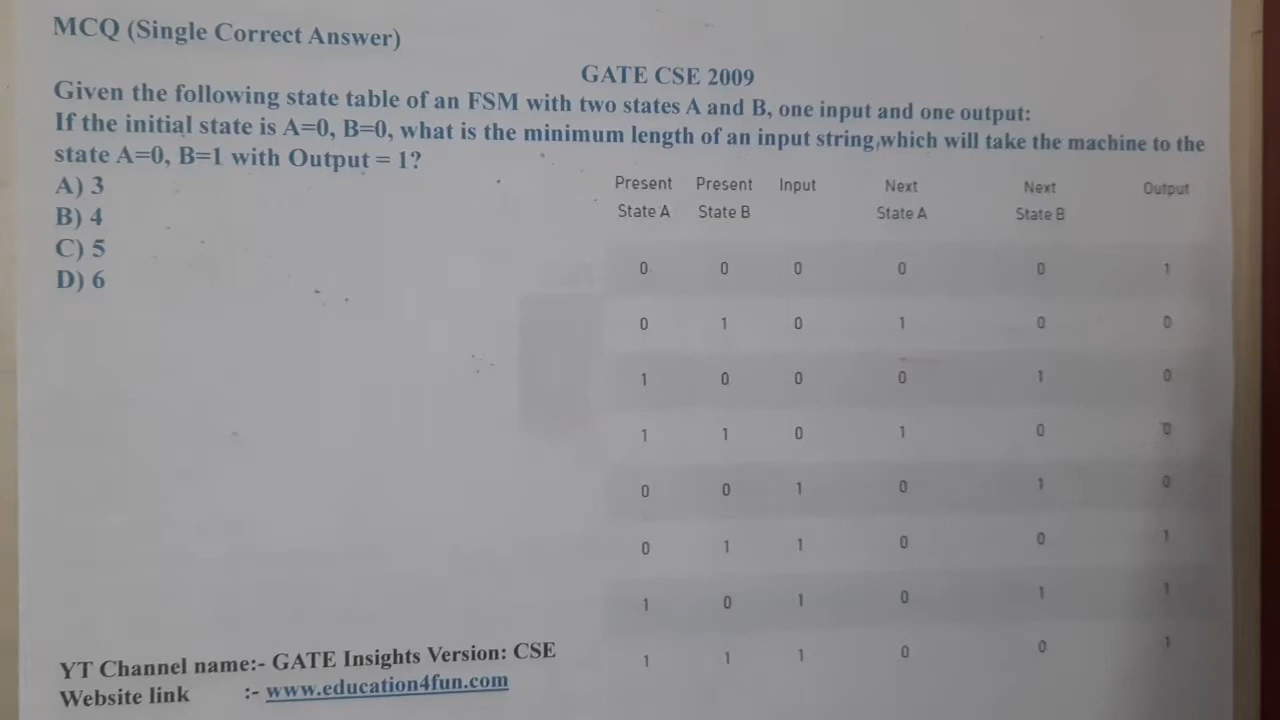 MCQ (Single Correct Answer)
GATE CSE 2009
Given the following state table of an FSM with two states A and B, one input and one output:
If the initial state is A=0, B=0, what is the minimum length of an input string,which will take the machine to the
state A=0, B=1 with Output = 1?
A) 3
B) 4
C) 5
D) 6
Present Present Input Next Next Output
State A State B State A State B
0 0 0 0 0 1
0 1 0 1 0 0
1 0 0 0 1 0
1 1 0 1 0 0
0 0 1 0 1 0
0 1 1 0 0 1
1 0 1 0 1 1
1 1 1 0 0 1
YT Channel name:- GATE Insights Version: CSE
Website link :- www.education4fun.com